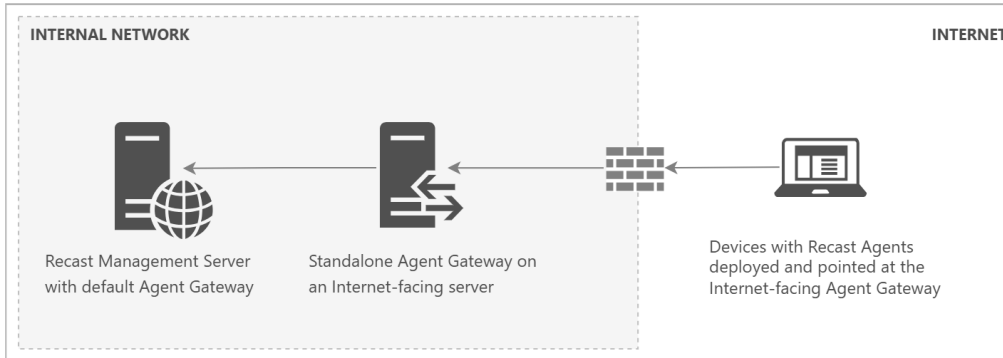 INTERNAL NETWORK
INTERNET
Recast Management Server
with default Agent Gateway
Standalone Agent Gateway on
an Internet-facing server
Devices with Recast Agents
deployed and pointed at the
Internet-facing Agent Gateway